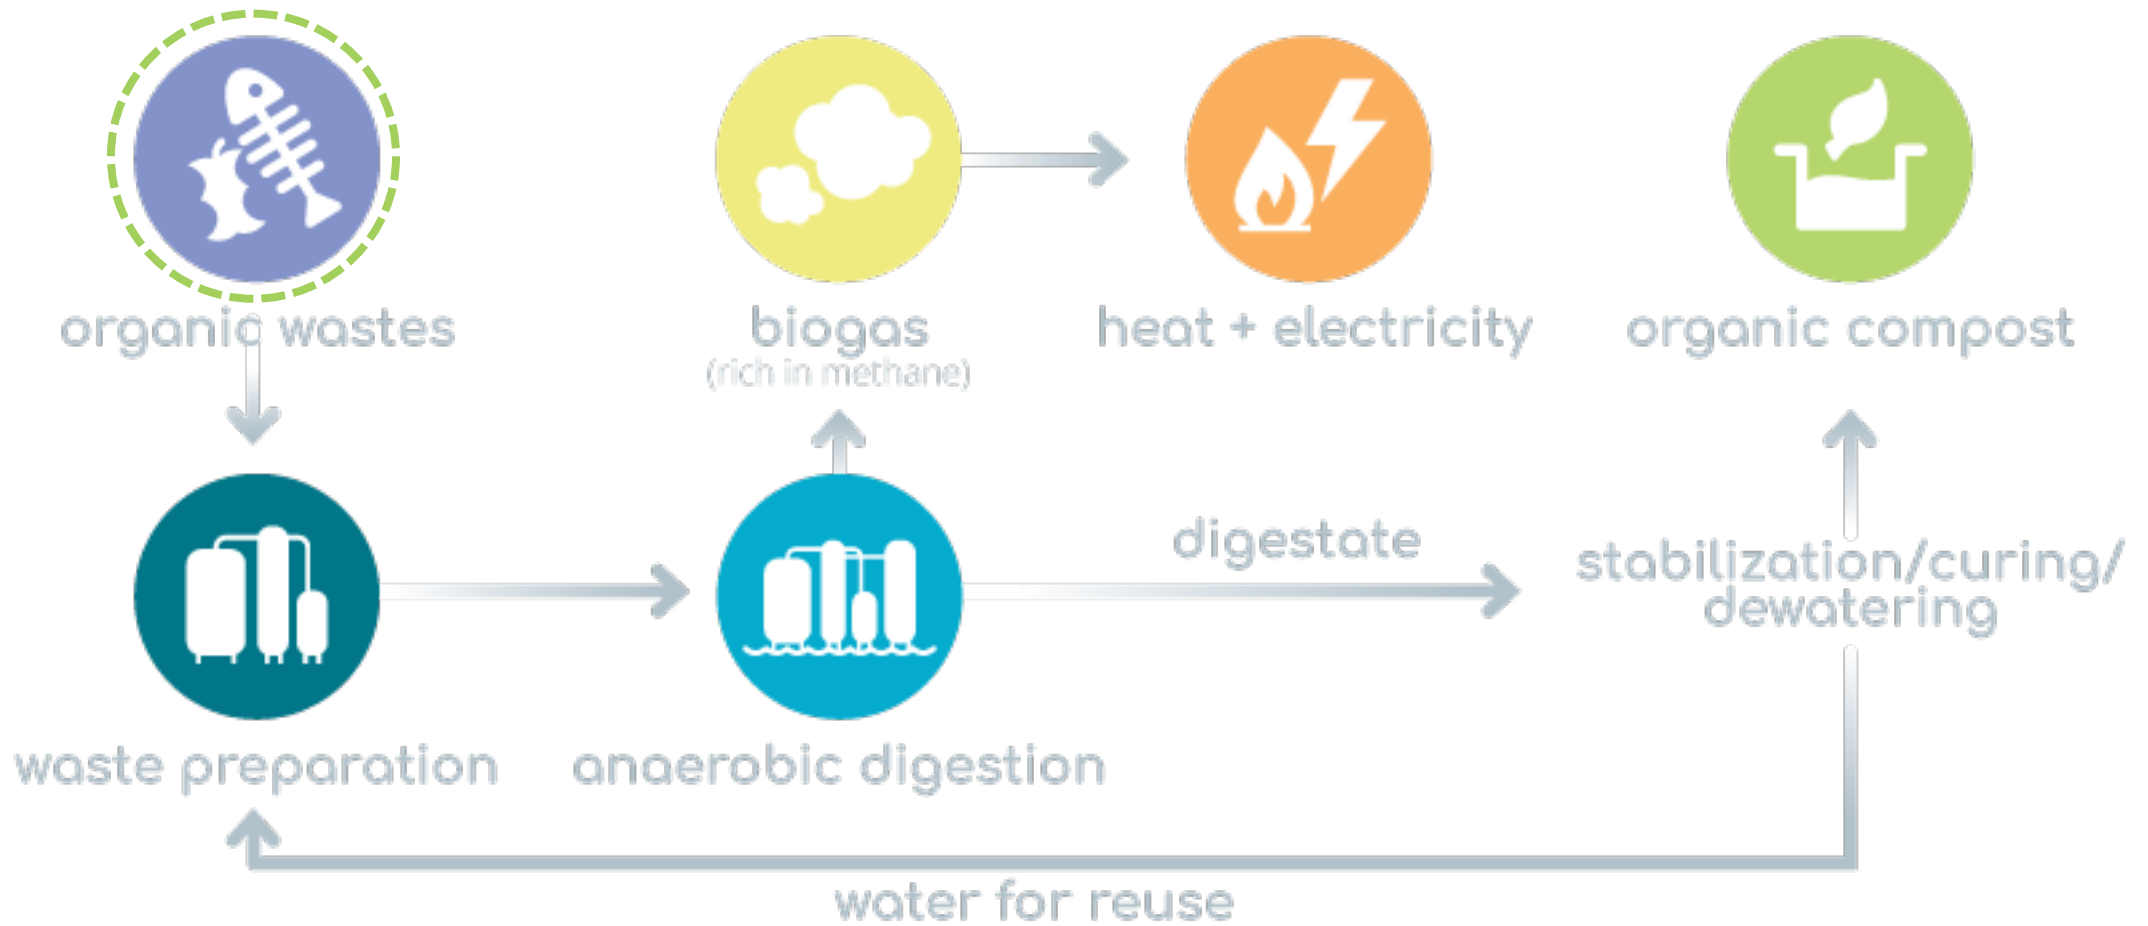 organic wastes
biogas
(rich in methane)
heat + electricity
organic compost
digestate
stabilization/curing/
dewatering
waste preparation
anaerobic digestion
water for reuse